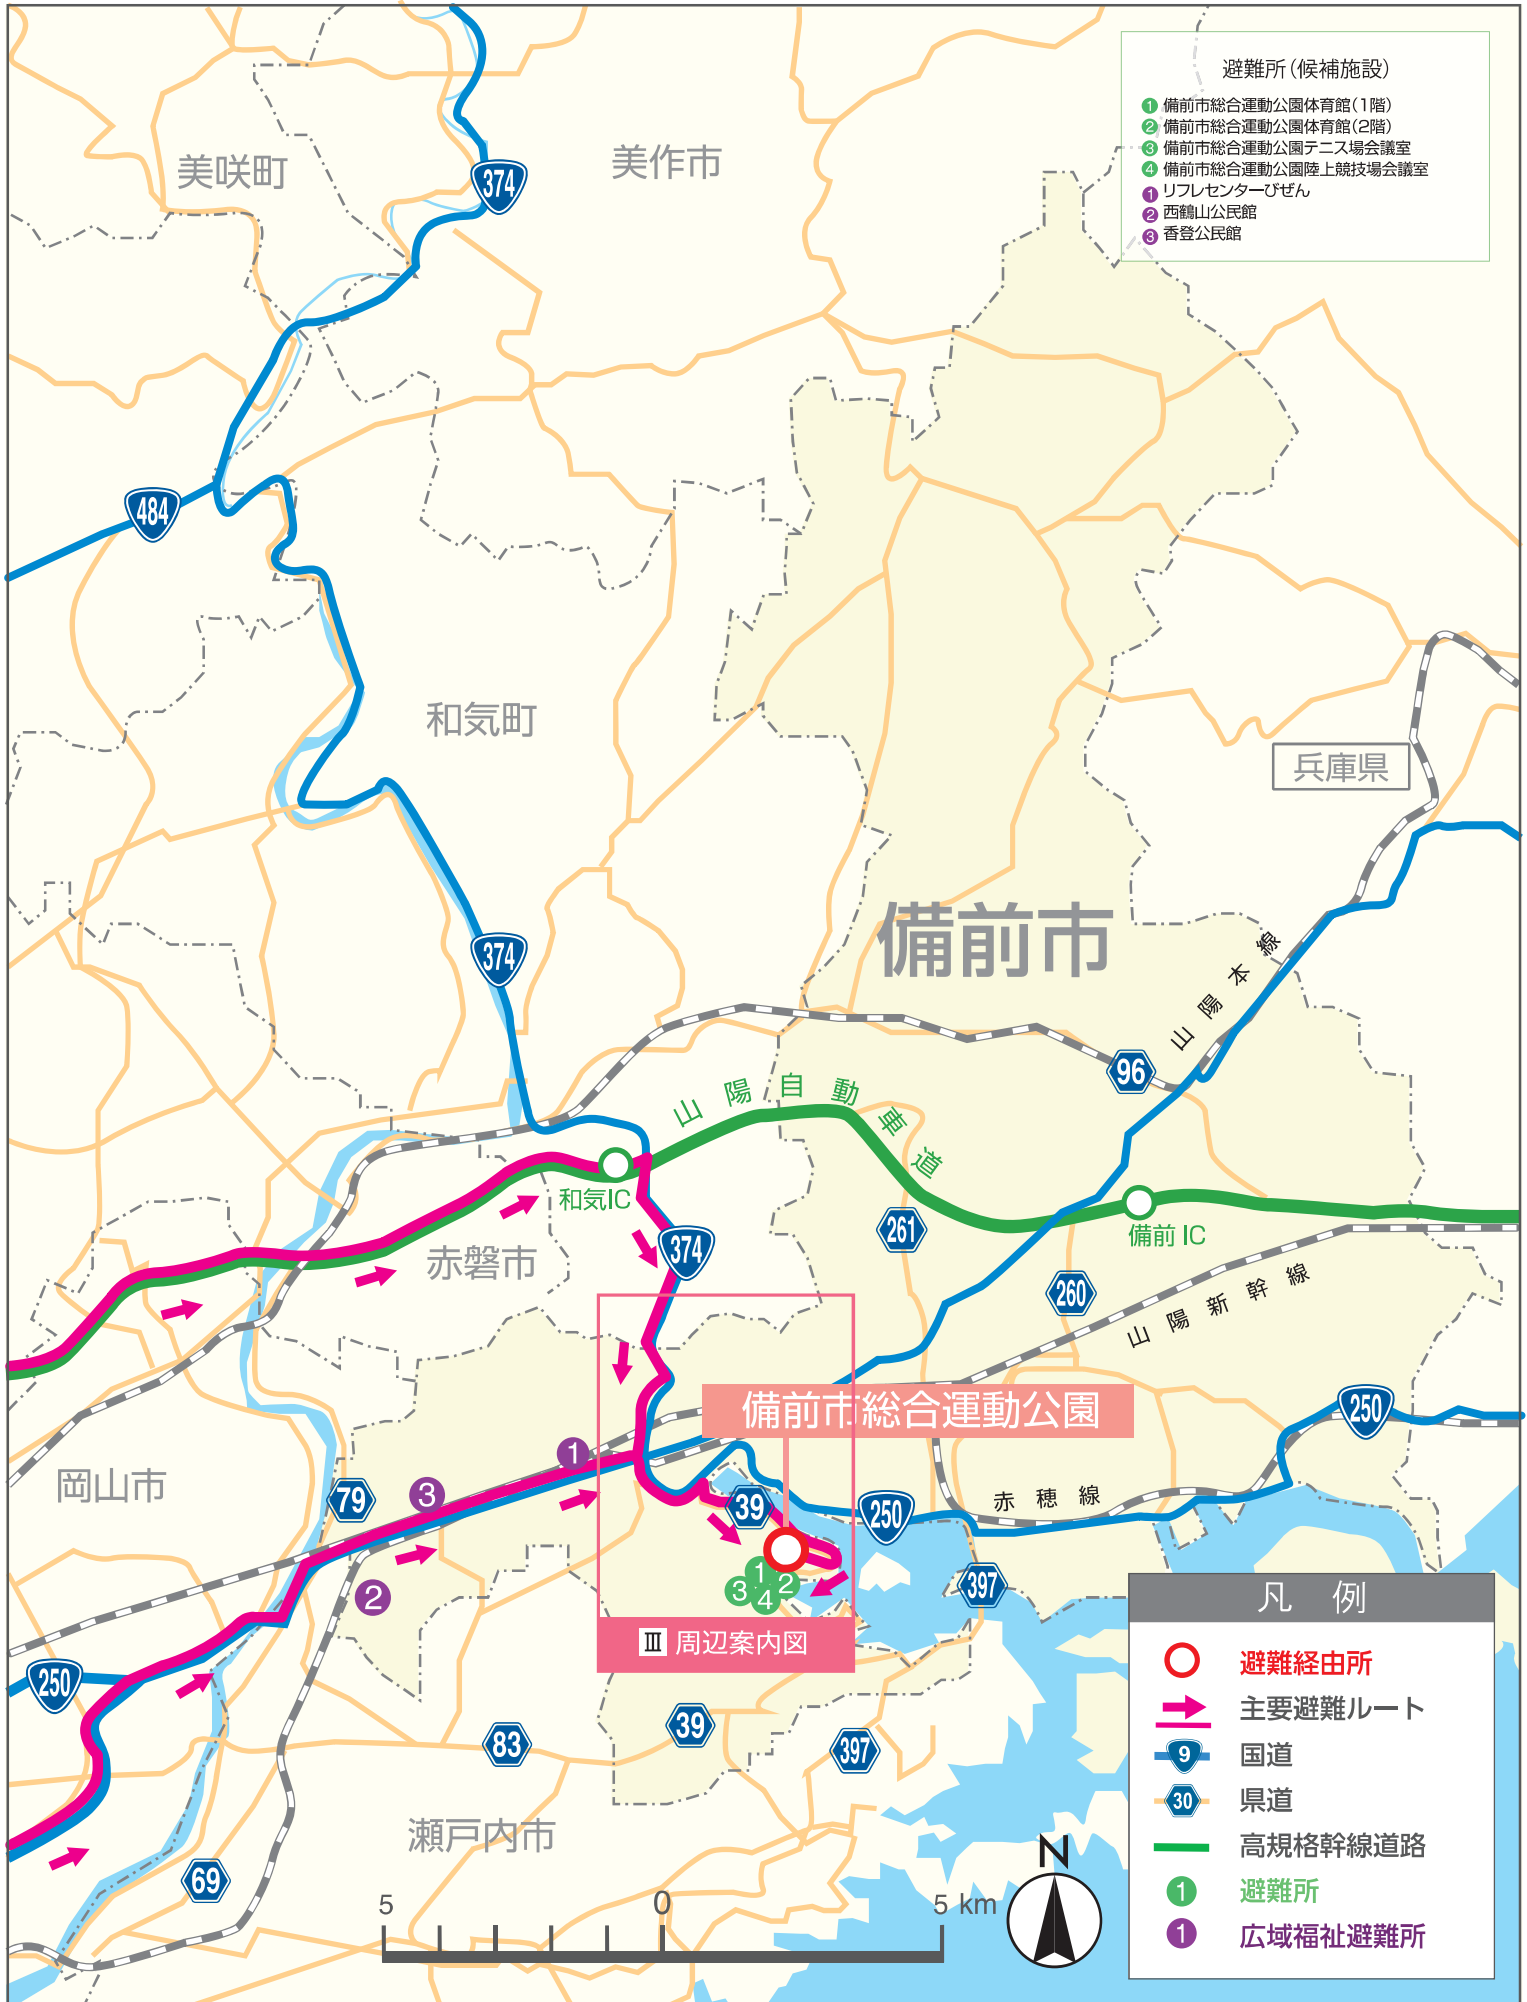 避難所（候補施設）
1 備前市総合運動公園体育館（1階）
2 備前市総合運動公園体育館（2階）
3 備前市総合運動公園テニス場会議室
4 備前市総合運動公園陸上競技場会議室
1 リフレセンターびぜん
2 西鶴山公民館
3 香登公民館
美咲町
374
美作市
484
和気町
兵庫県
備前市
374
山陽本線
96
山陽自動車道
和気IC
261
備前 IC
374
赤磐市
260
山陽新幹線
備前市総合運動公園
250
1
岡山市
79
3
39
250
赤穂線
2
1
2
3
4
397
Ⅲ 周辺案内図
250
39
83
397
瀬戸内市
69
5 0 5 km
N
凡 例
避難経由所
主要避難ルート
9 国道
30 県道
高規格幹線道路
1 避難所
1 広域福祉避難所